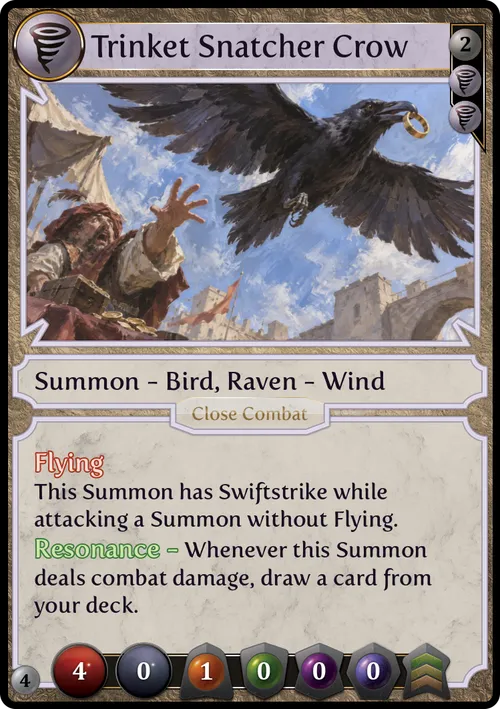 Trinket Snatcher Crow
2
Summon – Bird, Raven – Wind
Close Combat
Flying
This Summon has Swiftstrike while
attacking a Summon without Flying.
Resonance – Whenever this Summon
deals combat damage, draw a card from
your deck.
4 4* 0* 1 0 0 0